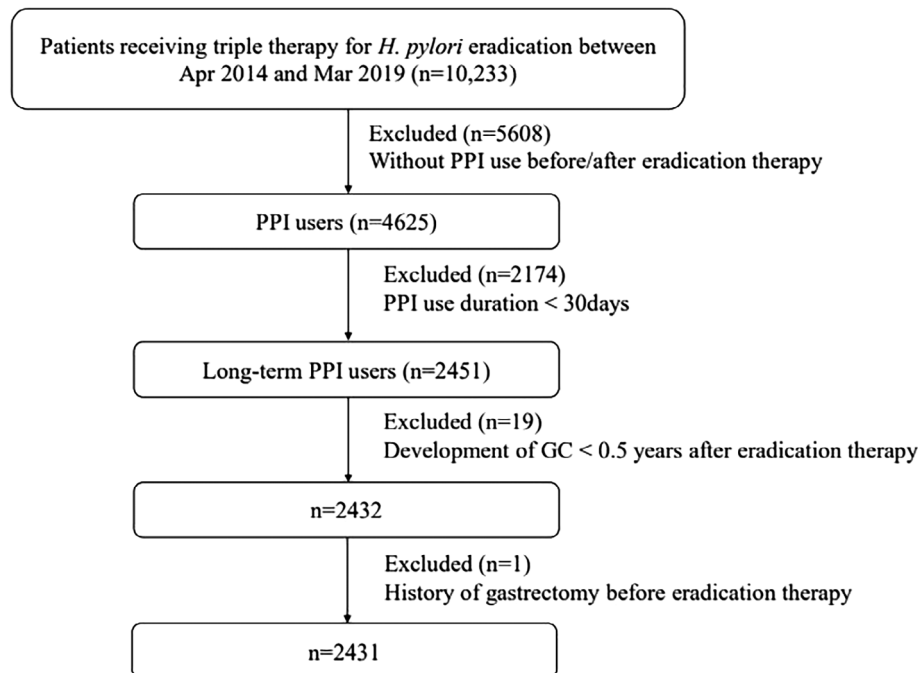 Patients receiving triple therapy for H. pylori eradication between
Apr 2014 and Mar 2019 (n=10,233)
Excluded (n=5608)
Without PPI use before/after eradication therapy
PPI users (n=4625)
Excluded (n=2174)
PPI use duration < 30days
Long-term PPI users (n=2451)
Excluded (n=19)
Development of GC < 0.5 years after eradication therapy
n=2432
Excluded (n=1)
History of gastrectomy before eradication therapy
n=2431